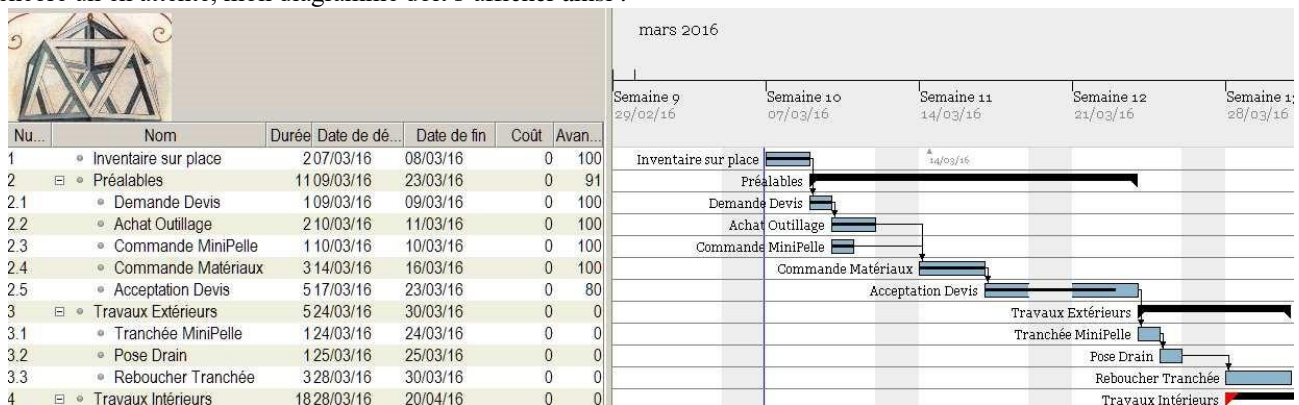 mars 2016
Semaine 9 Semaine 10 Semaine 11 Semaine 12
29/02/16 07/03/16 14/03/16 21/03/16 28/03/16
Nu... Nom Durée Date de dé... Date de fin Coût Avan...
1 Inventaire sur place 2 07/03/16 08/03/16 0 100 Inventaire sur place 14/03/16
2 Préalables 11 09/03/16 23/03/16 0 91 Préalables
2.1 Demande Devis 1 09/03/16 09/03/16 0 100 Demande Devis
2.2 Achat Outillage 2 10/03/16 11/03/16 0 100 Achat Outillage
2.3 Commande MiniPelle 1 10/03/16 10/03/16 0 100 Commande MiniPelle
2.4 Commande Matériaux 3 14/03/16 16/03/16 0 100 Commande Matériaux
2.5 Acceptation Devis 5 17/03/16 23/03/16 0 80 Acceptation Devis
3 Travaux Extérieurs 5 24/03/16 30/03/16 0 0 Travaux Extérieurs
3.1 Tranchée MiniPelle 1 24/03/16 24/03/16 0 0 Tranchée MiniPelle
3.2 Pose Drain 1 25/03/16 25/03/16 0 0 Pose Drain
3.3 Reboucher Tranchée 3 28/03/16 30/03/16 0 0 Reboucher Tranchée
4 Travaux Intérieurs 18 28/03/16 20/04/16 0 0 Travaux Intérieurs